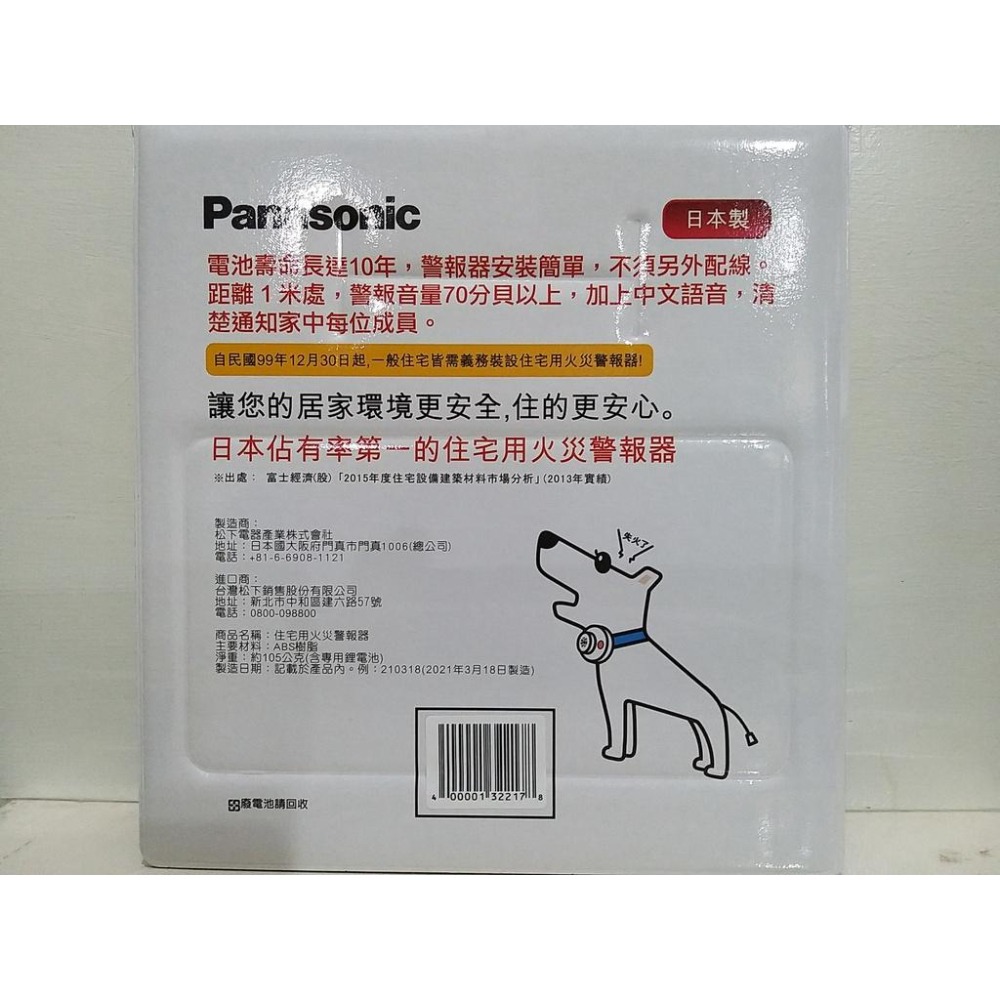 Panasonic
日本製
電池壽命長達10年，警報器安裝簡單，不須另外配線。
距離1米處，警報音量70分貝以上，加上中文語音，清
楚通知家中每位成員。
自民國99年12月30日起,一般住宅皆需義務裝設住宅用火災警報器!
讓您的居家環境更安全,住的更安心。
日本佔有率第一的住宅用火災警報器
※出處： 富士經濟(股)「2015年度住宅設備建築材料市場分析」(2013年實績)
製造商：
松下電器產業株式會社
地址：日本國大阪府門真市門真1006(總公司)
電話：+81-6-6908-1121
進口商：
台灣松下銷售股份有限公司
地址：新北市中和區建六路57號
電話：0800-098800
商品名稱：住宅用火災警報器
主要材料：ABS樹脂
淨重：約105公克(含專用鋰電池)
製造日期：記載於產品內。例：210318(2021年3月18日製造)
失火了
4 00001 32217 8
廢電池請回收